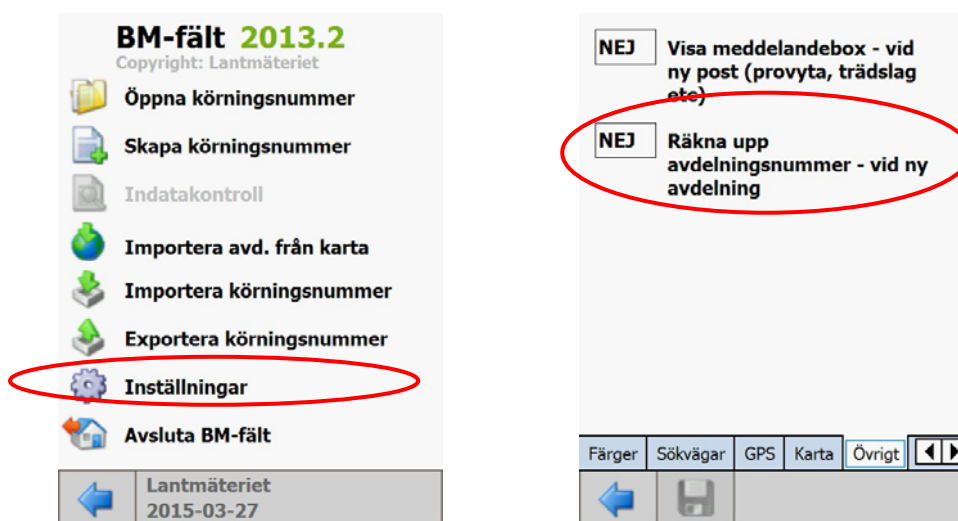 BM-fält 2013.2
Copyright: Lantmäteriet
Öppna körningsnummer
Skapa körningsnummer
Indatakontroll
Importera avd. från karta
Importera körningsnummer
Exportera körningsnummer
Inställningar
Avsluta BM-fält
Lantmäteriet
2015-03-27
NEJ Visa meddelandebox - vid
ny post (provyta, trädslag
etc)
NEJ Räkna upp
avdelningsnummer - vid ny
avdelning
Färger Sökvägar GPS Karta Övrigt